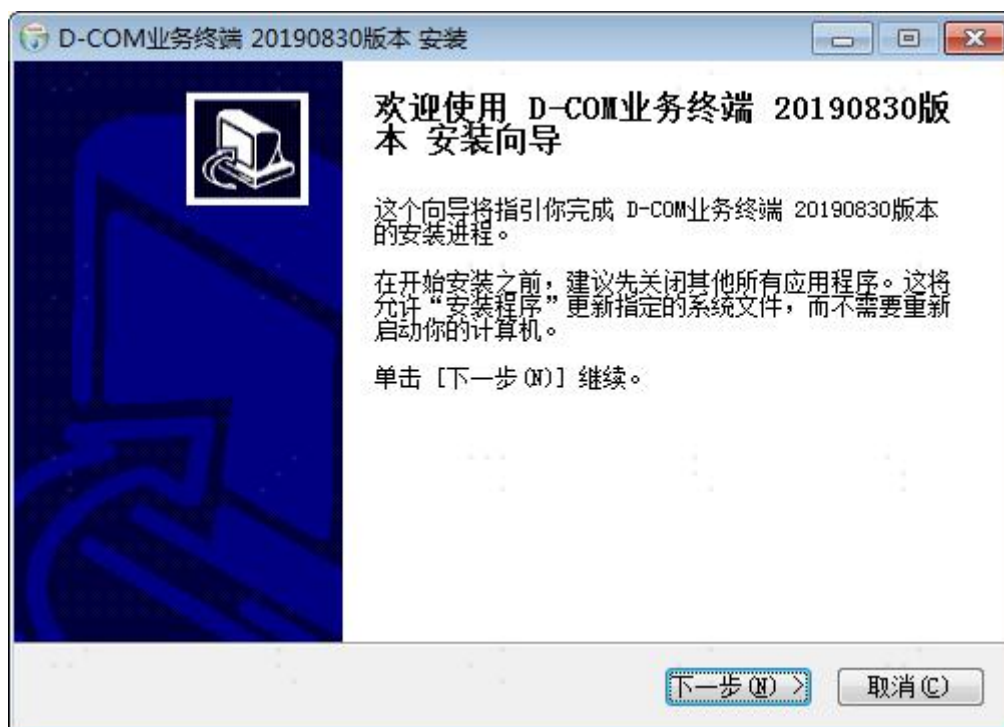 D-COM业务终端 20190830版本 安装
欢迎使用 D-COM业务终端 20190830版
本 安装向导
这个向导将指引你完成 D-COM业务终端 20190830版本
的安装进程。
在开始安装之前，建议先关闭其他所有应用程序。这将
允许“安装程序”更新指定的系统文件，而不需要重新
启动你的计算机。
单击 [下一步(N)] 继续。
下一步(N) >
取消(C)